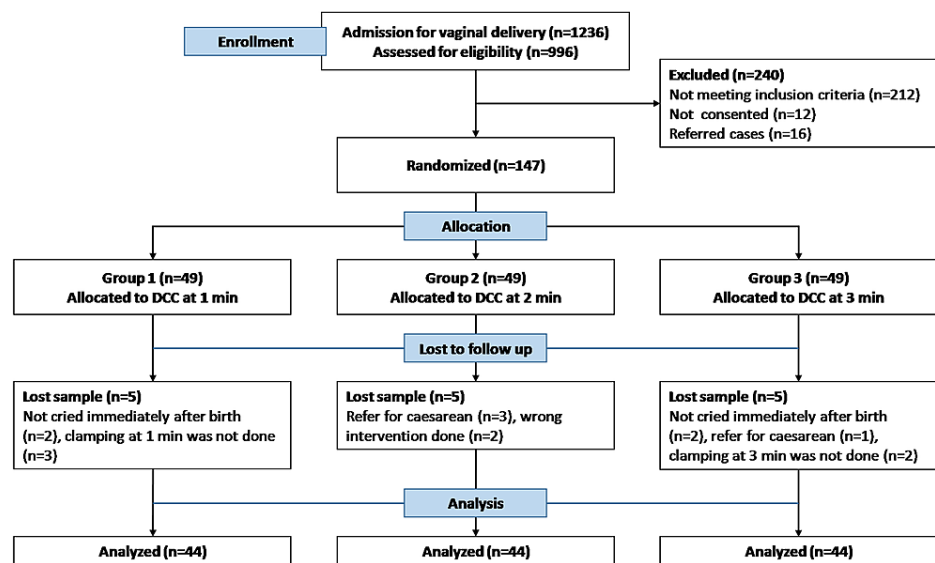 Enrollment
Admission for vaginal delivery (n=1236)
Assessed for eligibility (n=996)
Excluded (n=240)
Not meeting inclusion criteria (n=212)
Not consented (n=12)
Referred cases (n=16)
Randomized (n=147)
Allocation
Group 1 (n=49)
Allocated to DCC at 1 min
Group 2 (n=49)
Allocated to DCC at 2 min
Group 3 (n=49)
Allocated to DCC at 3 min
Lost to follow up
Lost sample (n=5)
Not cried immediately after birth
(n=2), clamping at 1 min was not done
(n=3)
Lost sample (n=5)
Refer for caesarean (n=3), wrong
intervention done (n=2)
Lost sample (n=5)
Not cried immediately after birth
(n=2), refer for caesarean (n=1),
clamping at 3 min was not done (n=2)
Analysis
Analyzed (n=44)
Analyzed (n=44)
Analyzed (n=44)